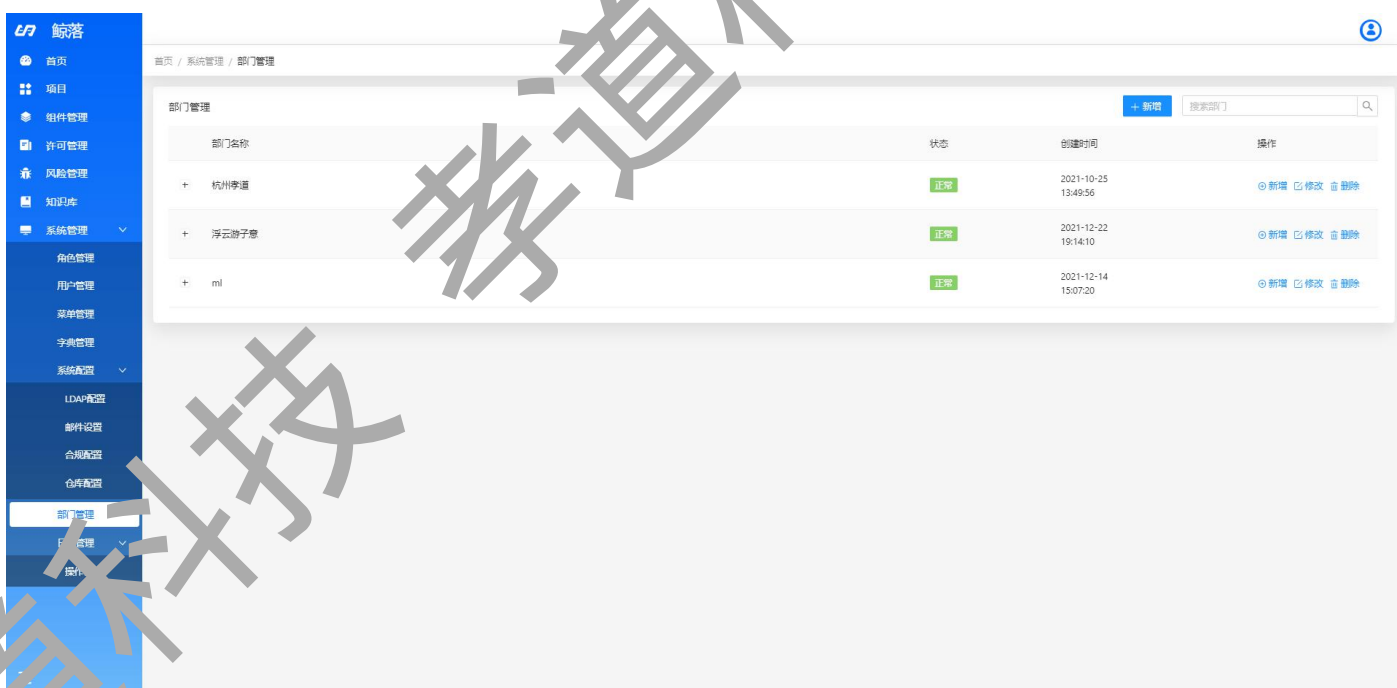 鲸落
首页
项目
组件管理
许可管理
风险管理
知识库
系统管理
角色管理
用户管理
菜单管理
字典管理
系统配置
LDAP配置
邮件设置
合规配置
仓库配置
部门管理
管理
操作
首页 / 系统管理 / 部门管理
部门管理
+ 新增
搜索部门
部门名称 状态 创建时间 操作
+ 杭州孝道 正常 2021-10-25 13:49:56 新增 修改 删除
+ 浮云游子意 正常 2021-12-22 19:14:10 新增 修改 删除
+ ml 正常 2021-12-14 15:07:20 新增 修改 删除
孝道科技